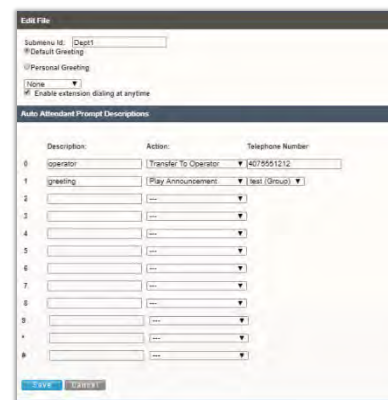 Edit File
Submenu Id: Dept1
Default Greeting
Personal Greeting
None
Enable extension dialing at anytime
Auto Attendant Prompt Descriptions
Description: Action: Telephone Number
0 operator Transfer To Operator 4075551212
1 greeting Play Announcement test (Group)
2 ---
3 ---
4 ---
5 ---
6 ---
7 ---
8 ---
9 ---
* ---
# ---
Save Cancel